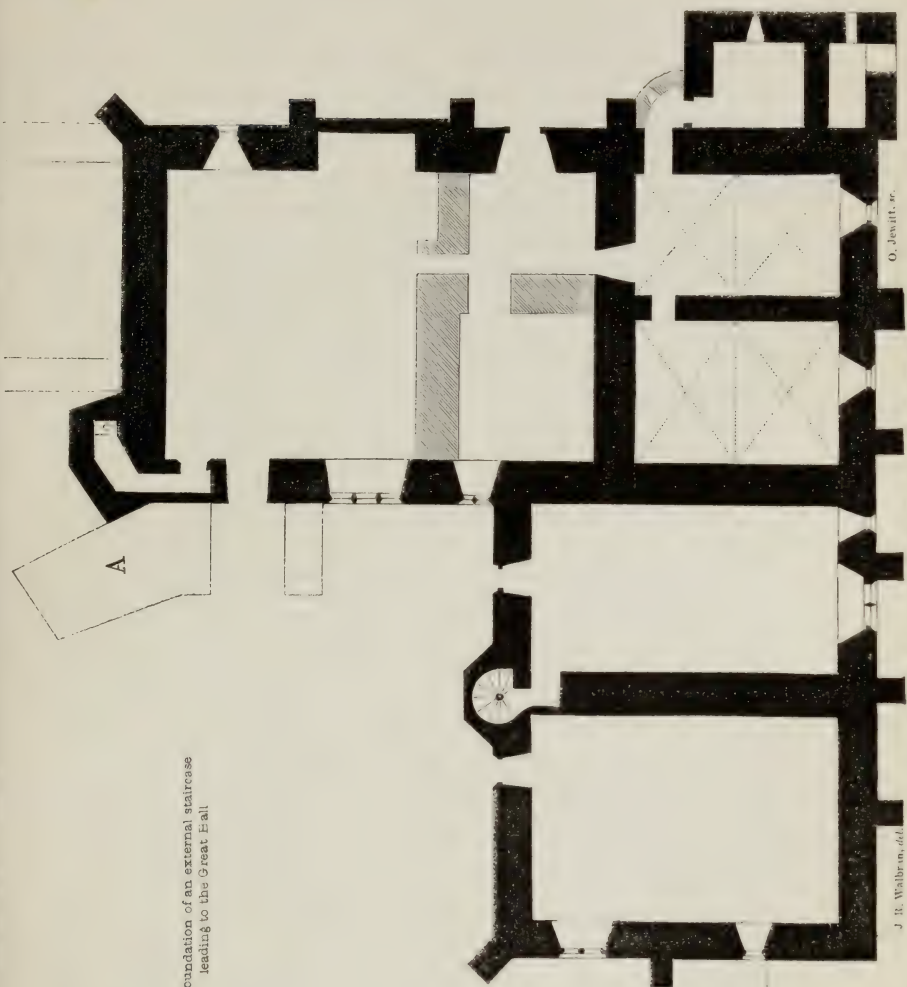 A
oundation of an external staircase
leading to the Great Hall
J. R. Walbran, del.
O. Jewitt, sc.